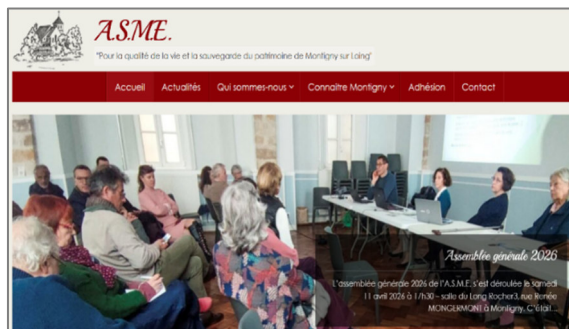 A.S.M.E.
"Pour la qualité de la vie et la sauvegarde du patrimoine de Montigny sur Loing"
Accueil Actualités Qui sommes-nous Connaître Montigny Adhésion Contact
Assemblée générale 2026
L'assemblée générale 2026 de l'A.S.M.E. s'est déroulée le samedi
11 avril 2026 à 17h30 – salle du Long Rocher3, rue Renée
MONGERMONT à Montigny. C'était…